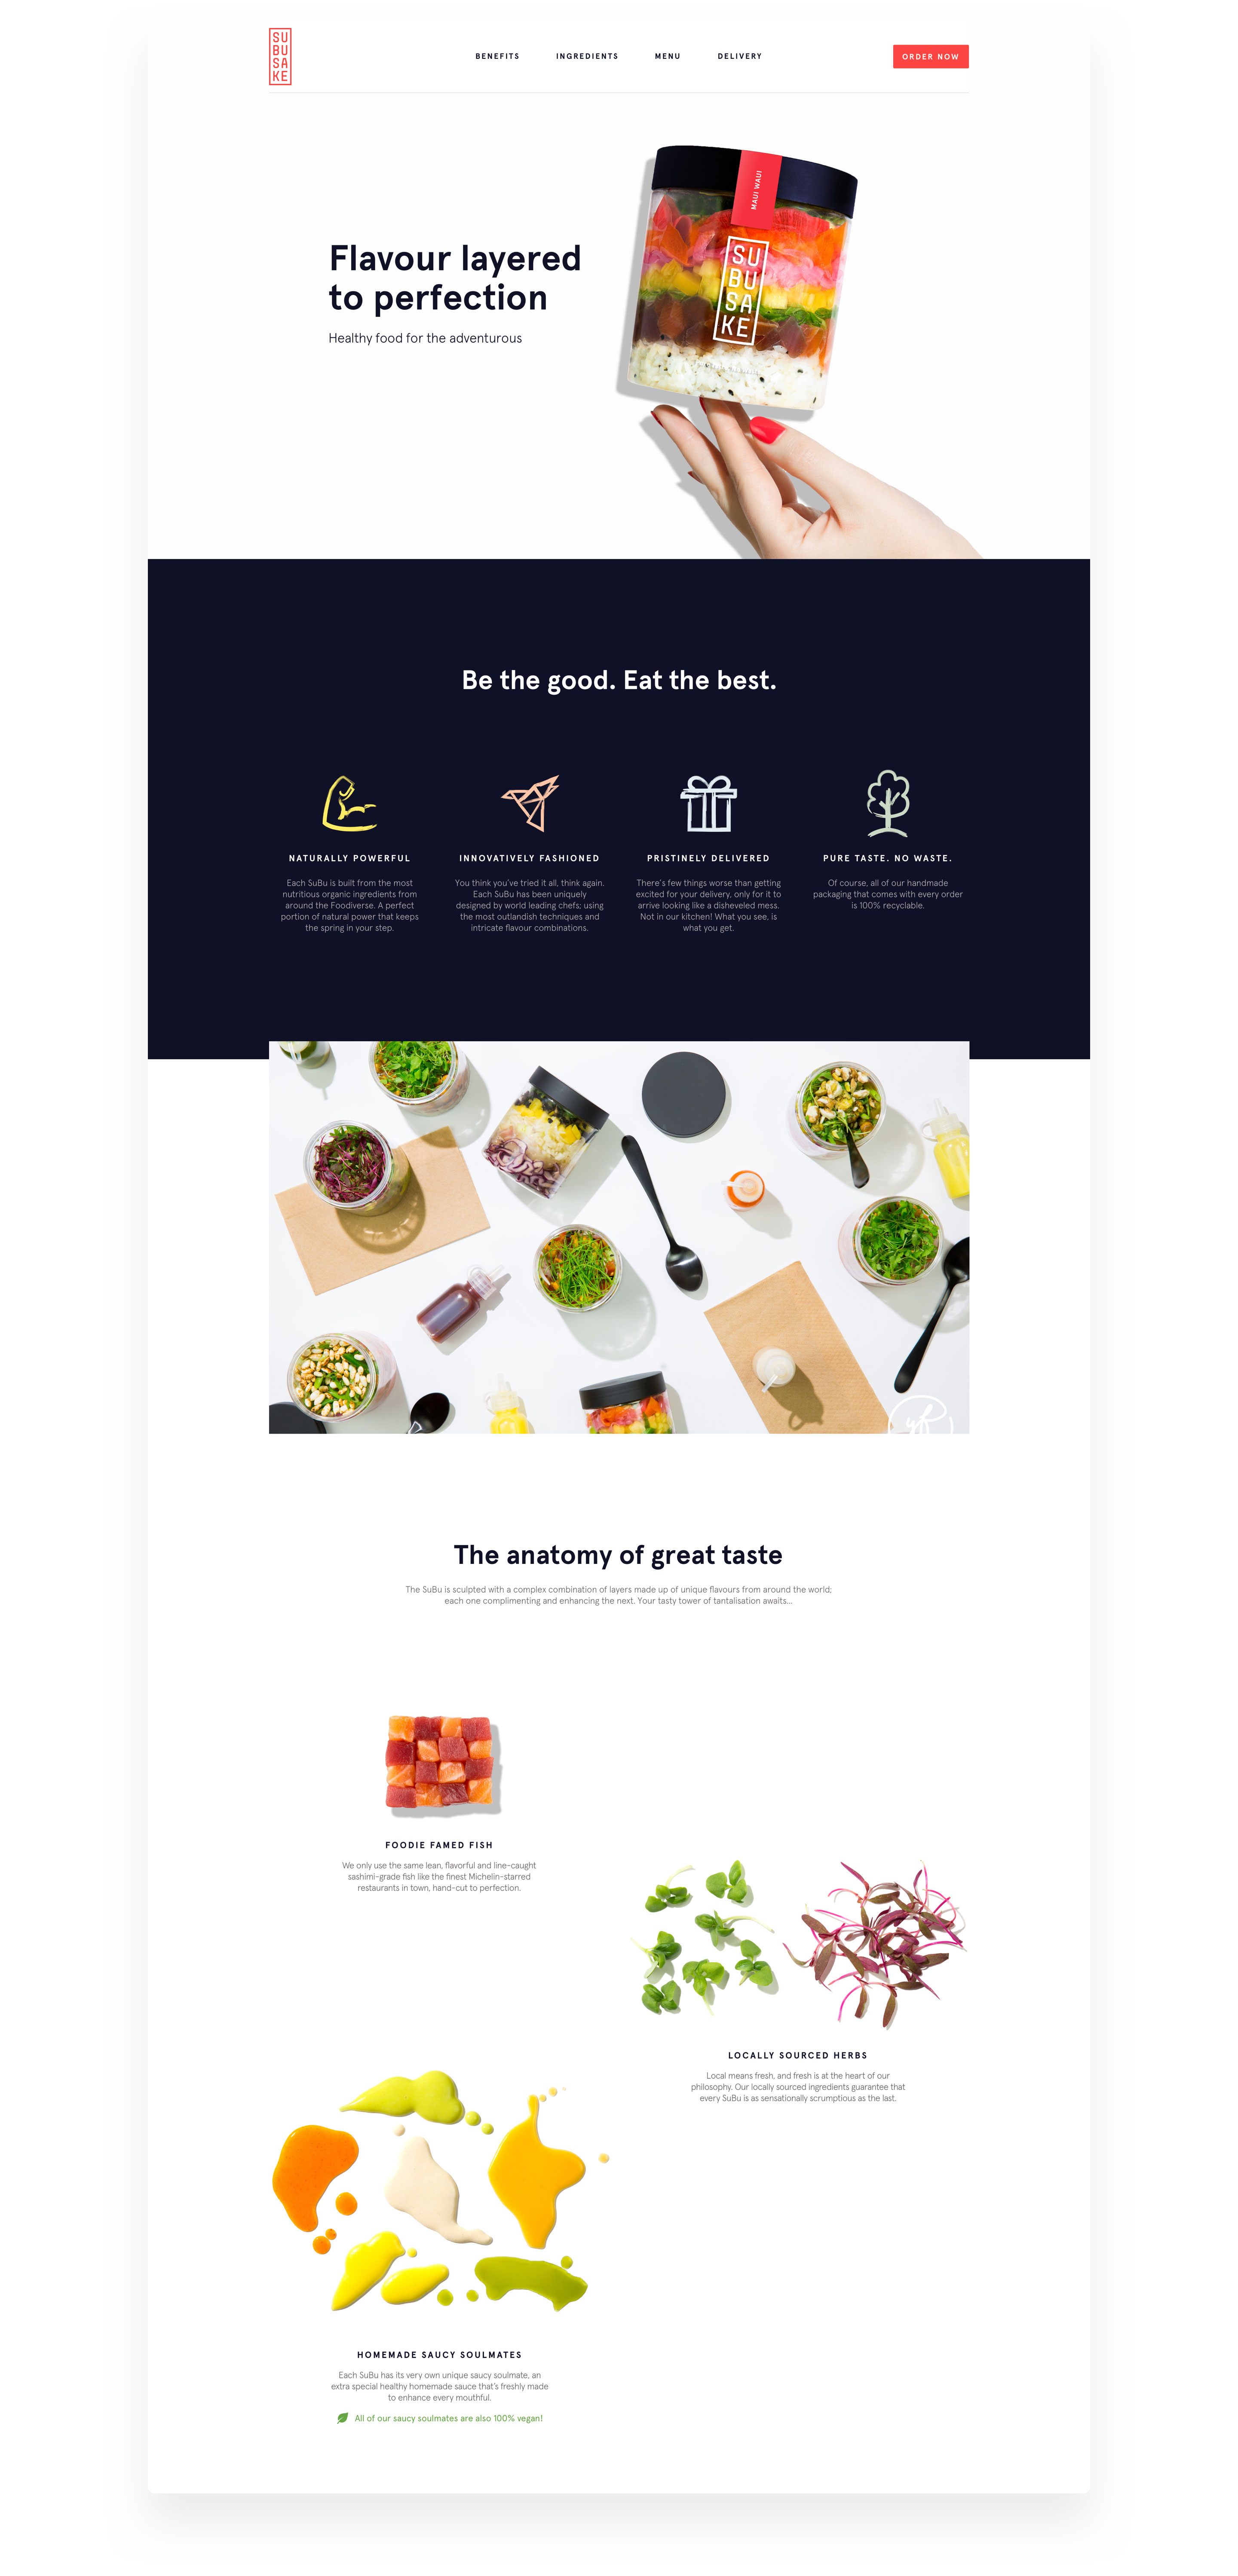 SU
BU
SA
KE
BENEFITS
INGREDIENTS
MENU
DELIVERY
ORDER NOW
MAUI WAUI
SU
BU
SA
KE
Flavour layered
to perfection
Healthy food for the adventurous
Be the good. Eat the best.
NATURALLY POWERFUL
Each SuBu is built from the most
nutritious organic ingredients from
around the Foodiverse. A perfect
portion of natural power that keeps
the spring in your step.
INNOVATIVELY FASHIONED
You think you've tried it all, think again.
Each SuBu has been uniquely
designed by world leading chefs; using
the most outlandish techniques and
intricate flavour combinations.
PRISTINELY DELIVERED
There's few things worse than getting
excited for your delivery, only for it to
arrive looking like a disheveled mess.
Not in our kitchen! What you see, is
what you get.
PURE TASTE. NO WASTE.
Of course, all of our handmade
packaging that comes with every order
is 100% recyclable.
The anatomy of great taste
The SuBu is sculpted with a complex combination of layers made up of unique flavours from around the world;
each one complimenting and enhancing the next. Your tasty tower of tantalisation awaits...
FOODIE FAMED FISH
We only use the same lean, flavorful and line-caught
sashimi-grade fish like the finest Michelin-starred
restaurants in town, hand-cut to perfection.
LOCALLY SOURCED HERBS
Local means fresh, and fresh is at the heart of our
philosophy. Our locally sourced ingredients guarantee that
every SuBu is as sensationally scrumptious as the last.
HOMEMADE SAUCY SOULMATES
Each SuBu has its very own unique saucy soulmate, an
extra special healthy homemade sauce that's freshly made
to enhance every mouthful.
All of our saucy soulmates are also 100% vegan!